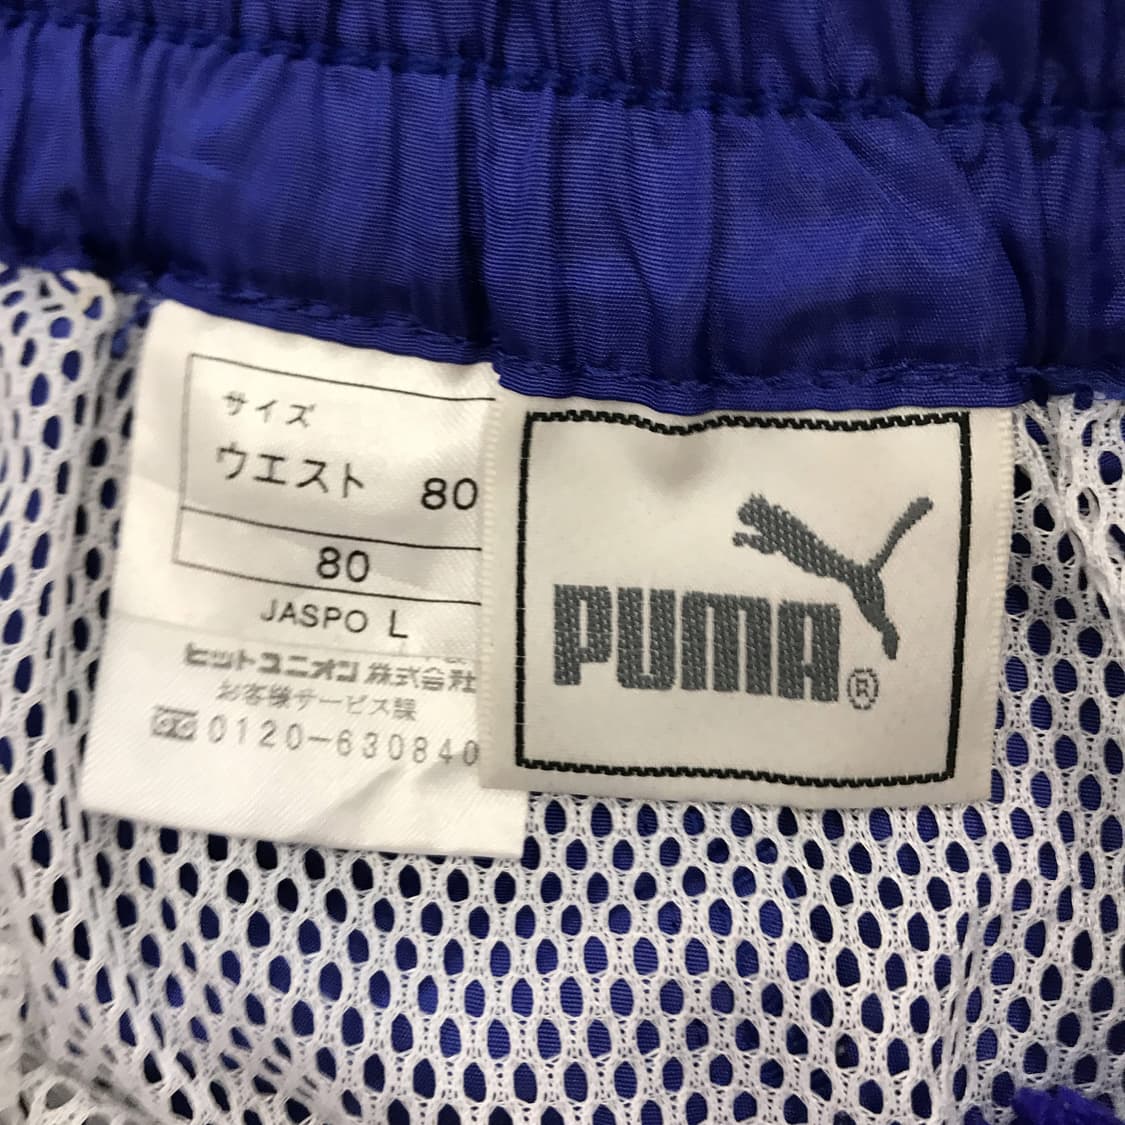 サイズ
ウエスト 80
80
JASPO L
ヒットユニオン株式会社
お客様サービス課
0120-630840
PUMA®